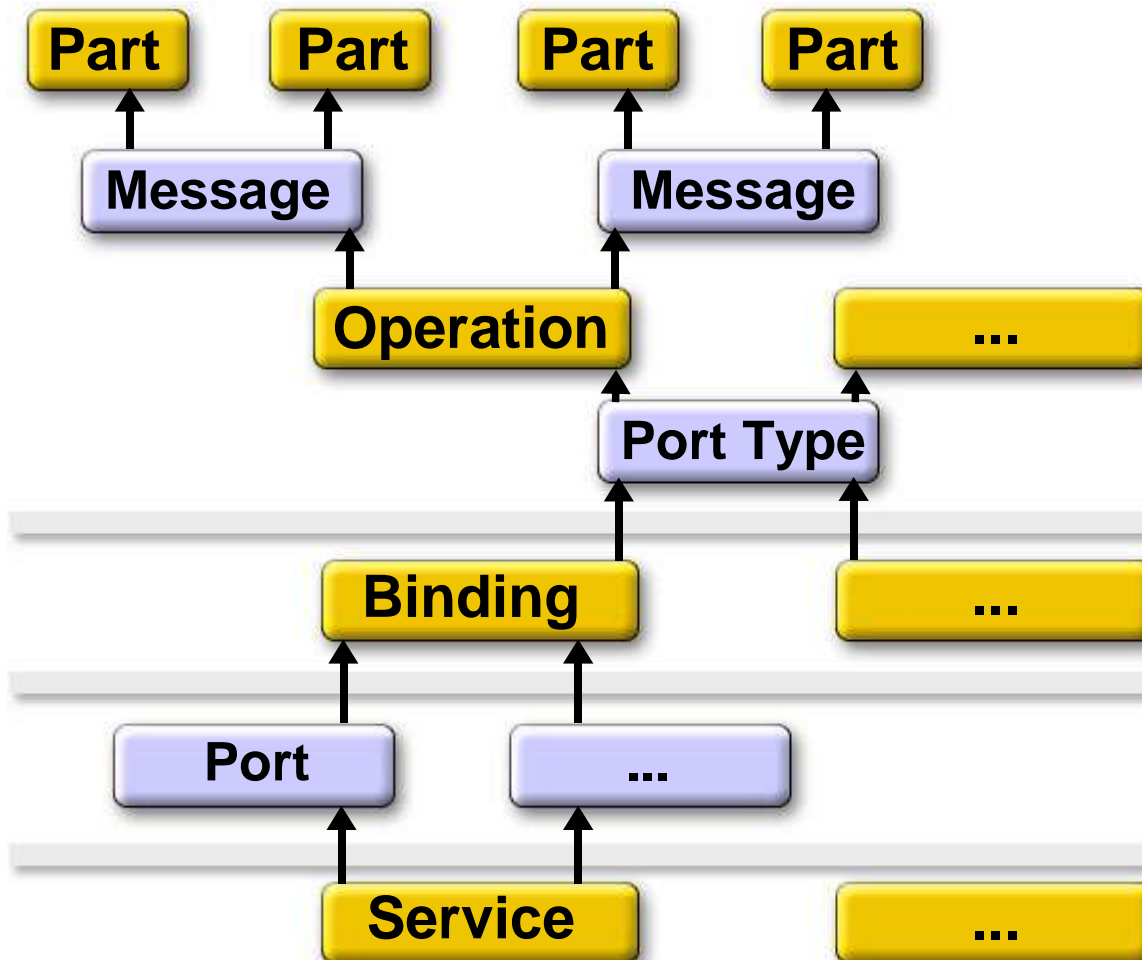 Part Part Part Part
Message Message
Operation ...
Port Type
Binding ...
Port ...
Service ...